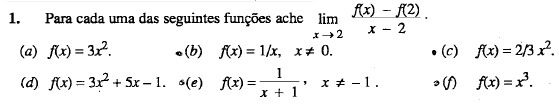 1. Para cada uma das seguintes funções ache lim x→2 f(x) – f(2) / x – 2 .
(a) f(x) = 3x². (b) f(x) = 1/x, x ≠ 0. (c) f(x) = 2/3 x².
(d) f(x) = 3x² + 5x – 1. (e) f(x) = 1 / x + 1 , x ≠ – 1 . (f) f(x) = x³.